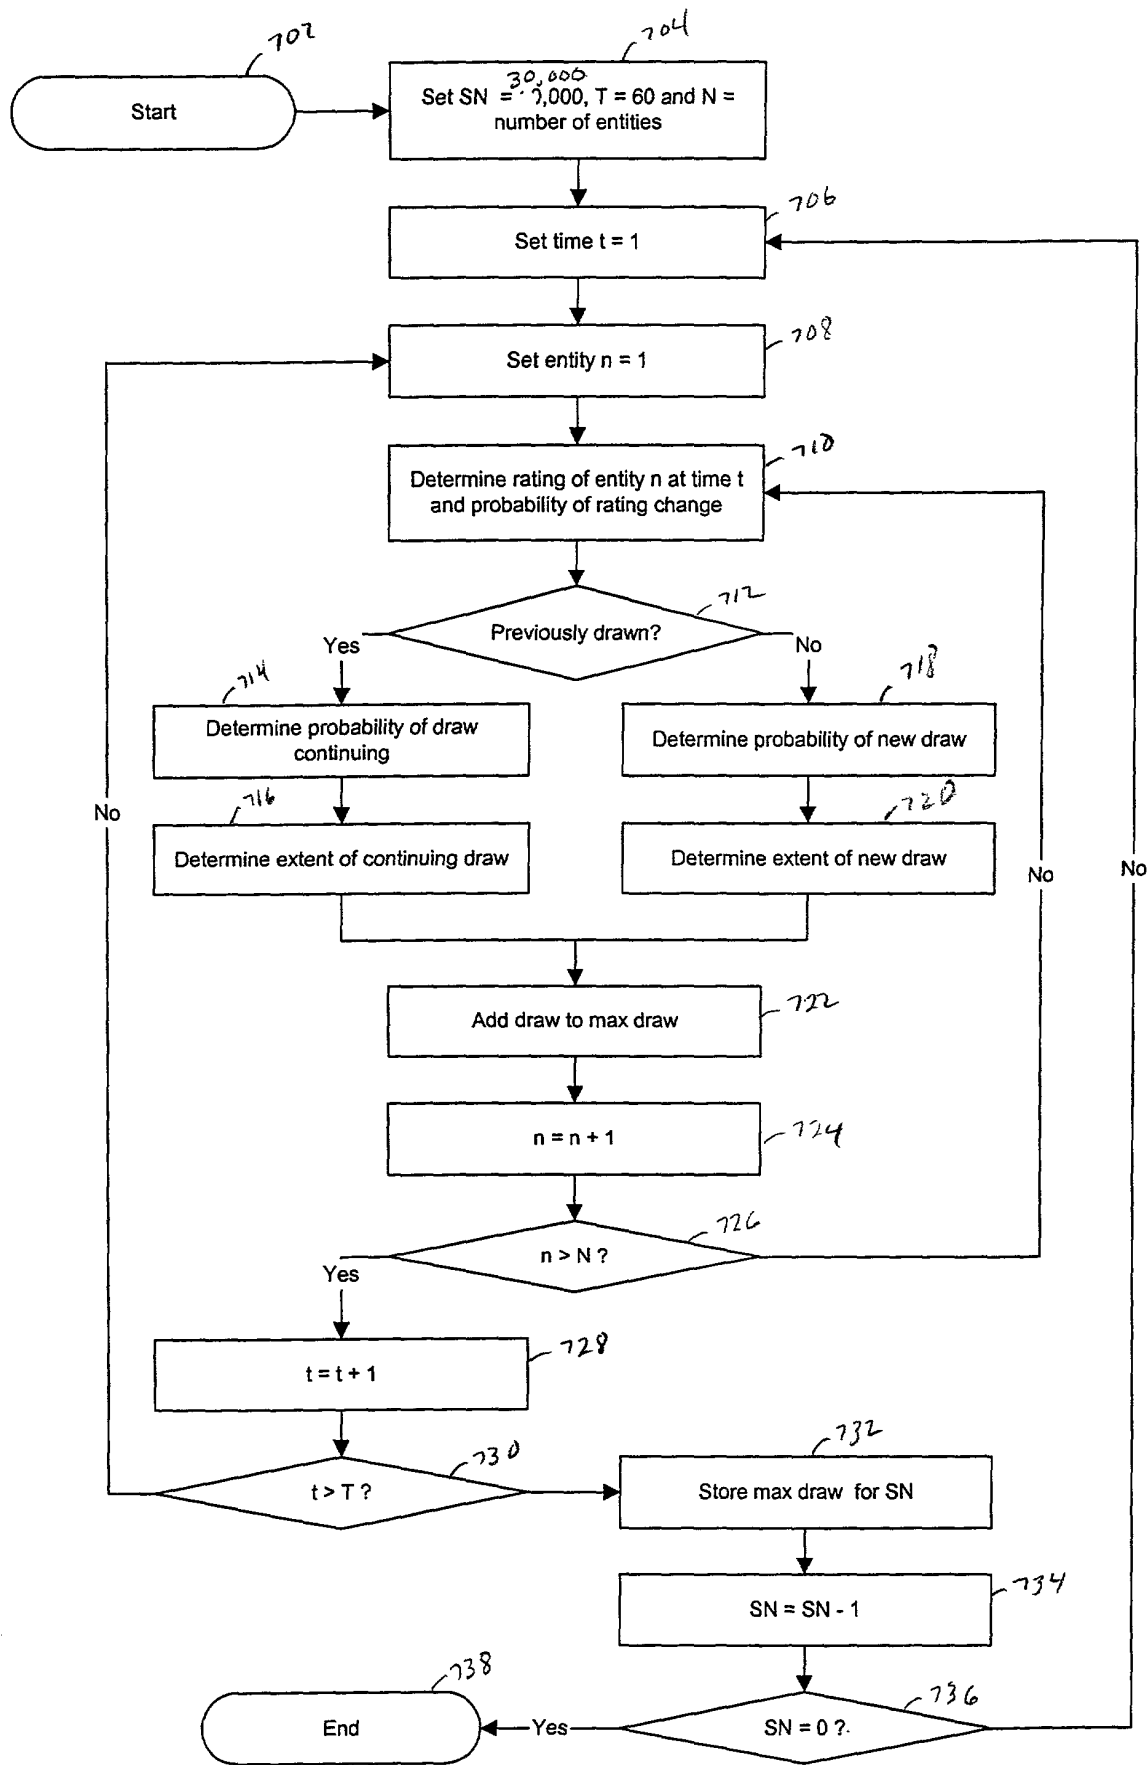 702
Start
704
30,000
Set SN = 0,000, T = 60 and N =
number of entities
706
Set time t = 1
708
Set entity n = 1
710
Determine rating of entity n at time t
and probability of rating change
712
Previously drawn?
Yes
No
714
Determine probability of draw
continuing
718
Determine probability of new draw
No
716
Determine extent of continuing draw
720
Determine extent of new draw
No
No
722
Add draw to max draw
724
n = n + 1
726
n > N ?
Yes
728
t = t + 1
730
t > T ?
732
Store max draw for SN
734
SN = SN - 1
736
SN = 0 ?
Yes
738
End